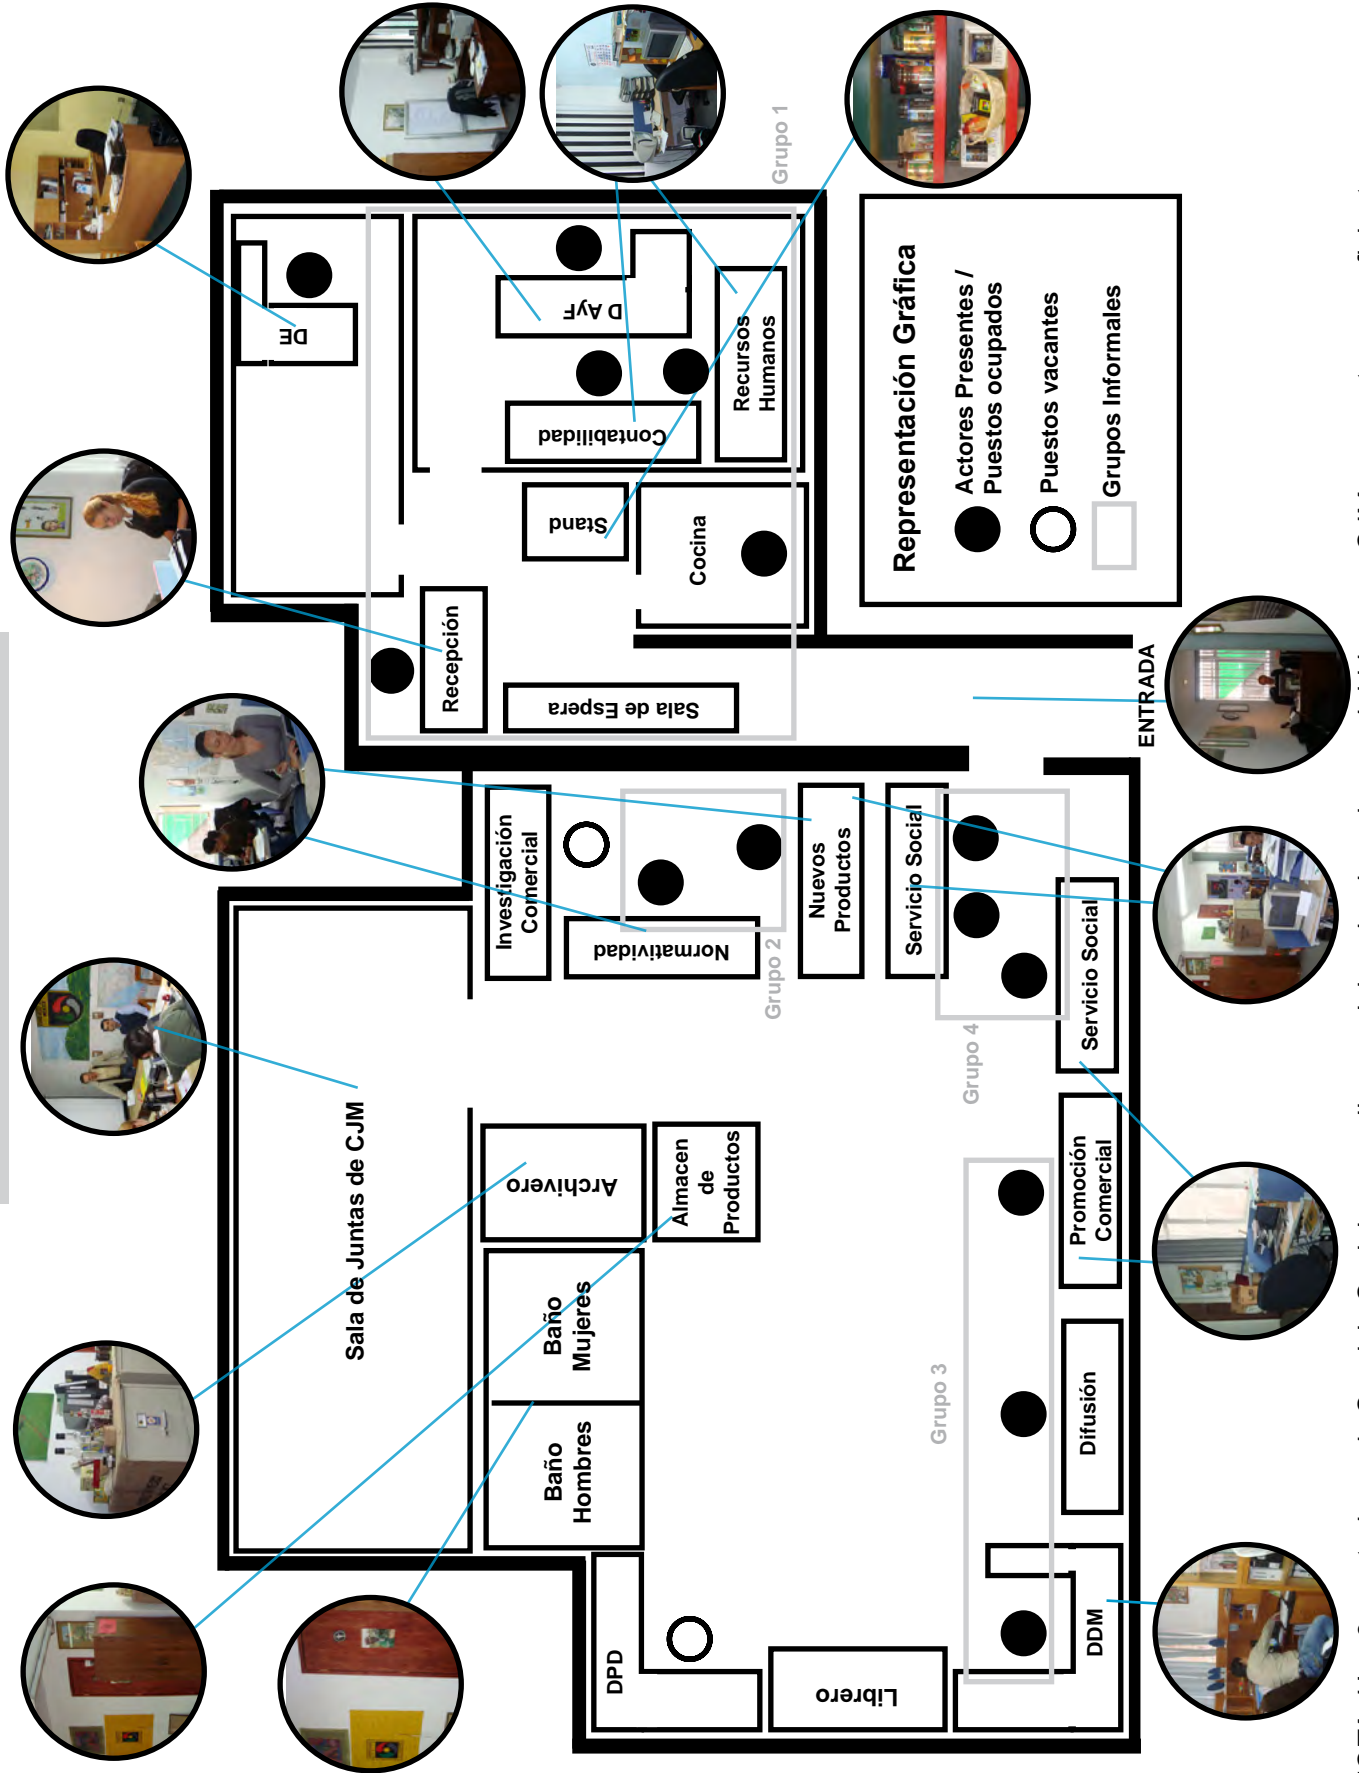 Sala de Juntas de CJM
DE
Baño
Hombres
Baño
Mujeres
Archivero
Investigación
Comercial
Recepción
DPD
Almacen
de
Productos
Normatividad
Grupo 2
Sala de Espera
Stand
Contabilidad
D AyF
Cocina
Recursos
Humanos
Grupo 1
Librero
Nuevos
Productos
Servicio Social
Grupo 3
Grupo 4
DDM
Difusión
Promoción
Comercial
Servicio Social
ENTRADA
Representación Gráfica
Actores Presentes /
Puestos ocupados
Puestos vacantes
Grupos Informales